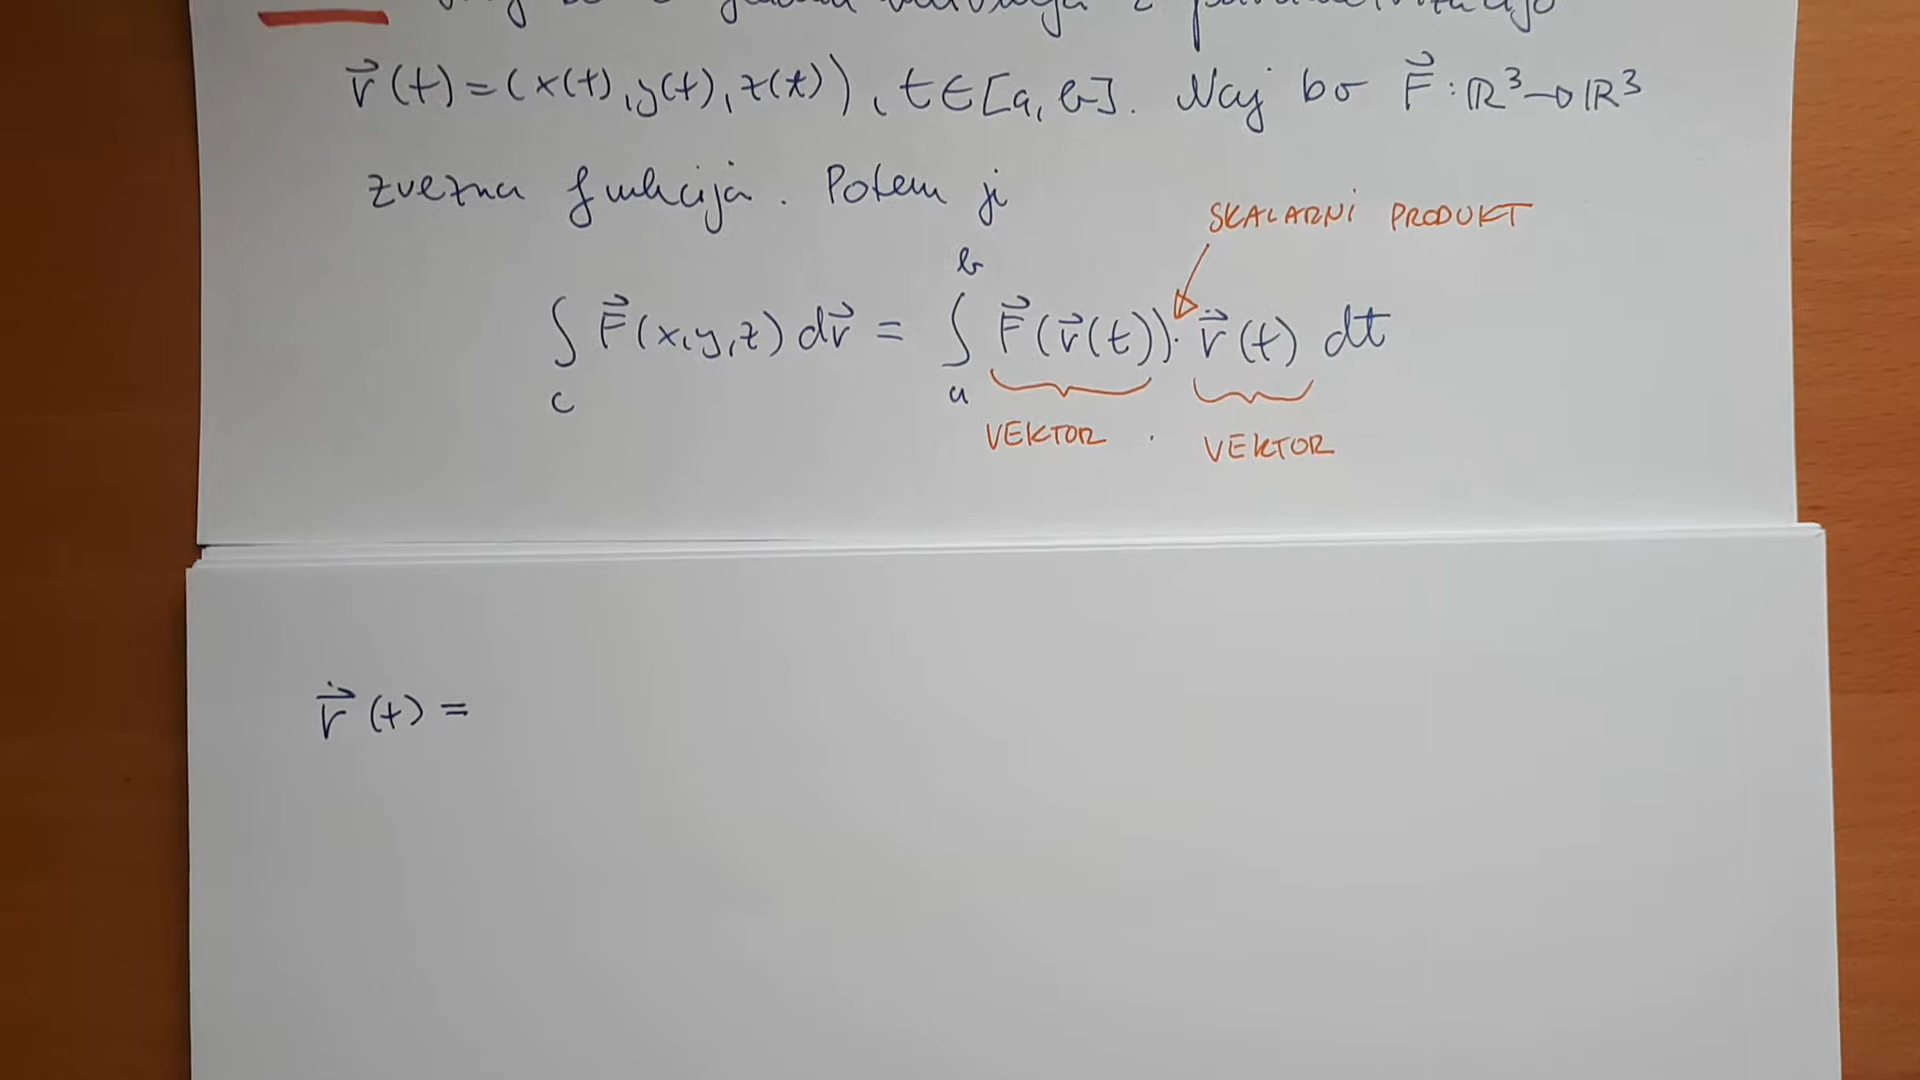 r⃗(t)=(x(t),y(t),z(t)), t∈[a,b]. Naj bo F⃗:ℝ³→ℝ³
zvezna funkcija. Potem je
SKALARNI PRODUKT
∫_C F⃗(x,y,z) dr⃗ = ∫_a^b F⃗(r⃗(t))·r⃗̇(t) dt
VEKTOR · VEKTOR
r⃗̇(t)=